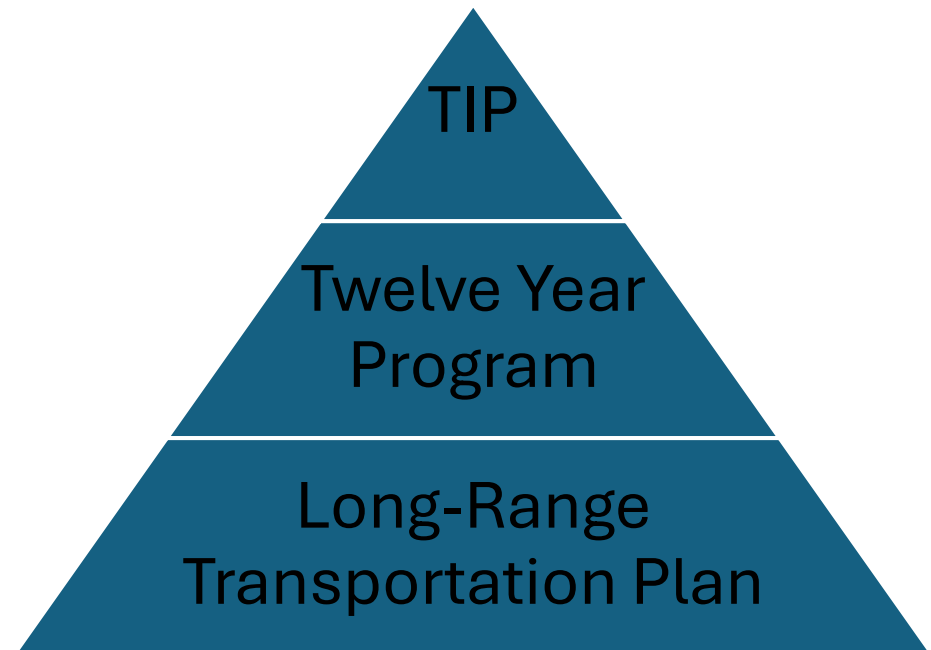 TIP
Twelve Year
Program
Long-Range
Transportation Plan